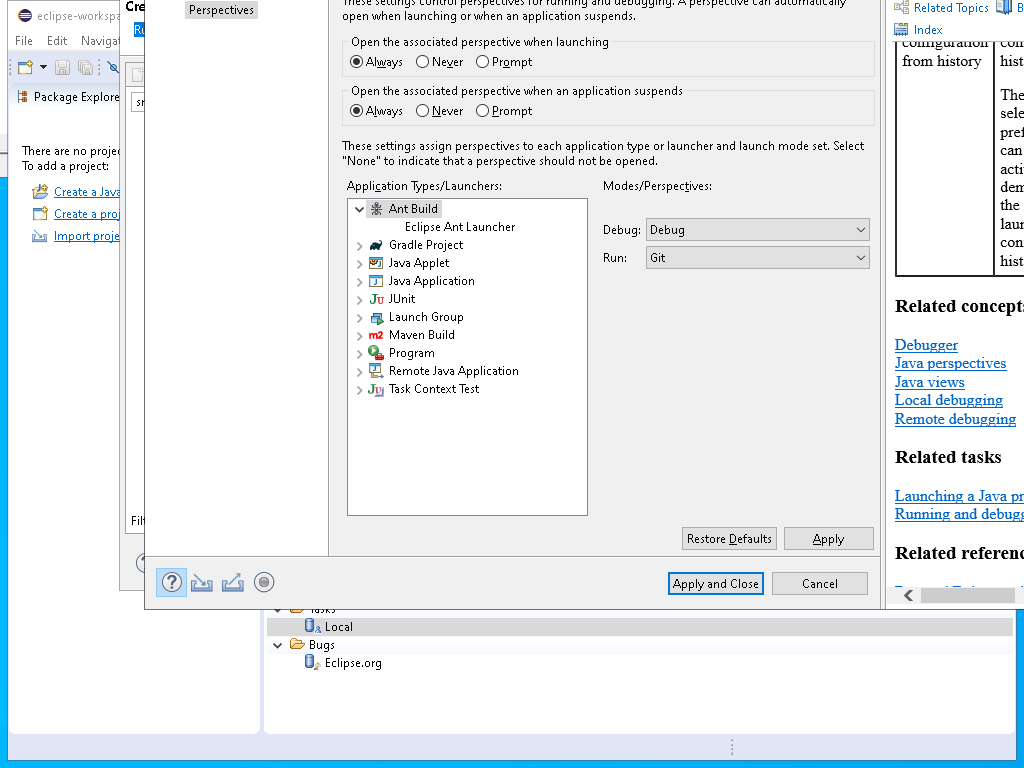 eclipse-workspa
File Edit Navigat
Package Explore
There are no proje
To add a project:
Create a Java
Create a proj
Import proje
Cre
Ru
sr
Filt
Perspectives
These settings control perspectives for running and debugging. A perspective can automatically
open when launching or when an application suspends.
Open the associated perspective when launching
Always Never Prompt
Open the associated perspective when an application suspends
Always Never Prompt
These settings assign perspectives to each application type or launcher and launch mode set. Select
"None" to indicate that a perspective should not be opened.
Application Types/Launchers:
Ant Build
Eclipse Ant Launcher
Gradle Project
Java Applet
Java Application
JUnit
Launch Group
Maven Build
Program
Remote Java Application
Task Context Test
Modes/Perspectives:
Debug: Debug
Run: Git
Restore Defaults Apply
Apply and Close Cancel
Related Topics B
Index
configuration
from history
con
hist
The
sele
pref
can
acti
dem
the
laun
con
hist
Related concepts
Debugger
Java perspectives
Java views
Local debugging
Remote debugging
Related tasks
Launching a Java pr
Running and debugg
Related referenc
Tasks
Local
Bugs
Eclipse.org